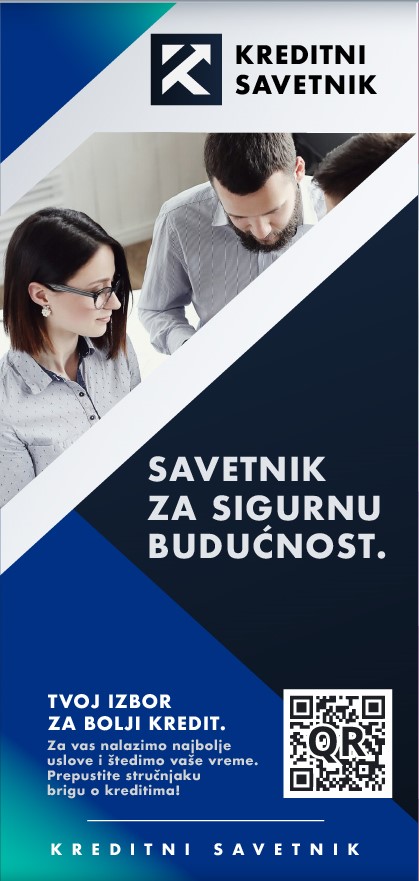 KREDITNI
SAVETNIK
SAVETNIK
ZA SIGURNU
BUDUĆNOST.
TVOJ IZBOR
ZA BOLJI KREDIT.
Za vas nalazimo najbolje
uslove i štedimo vaše vreme.
Prepustite stručnjaku
brigu o kreditima!
QR
KREDITNI SAVETNIK